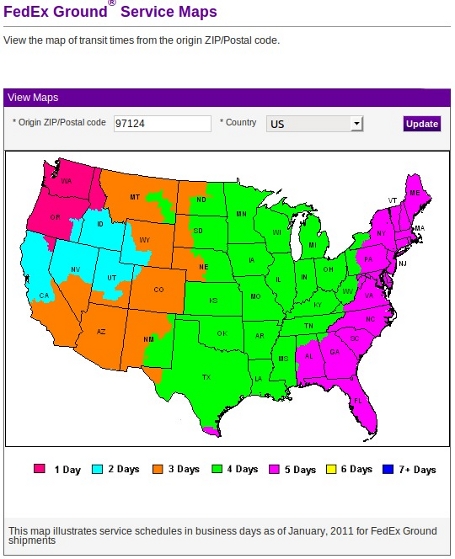 FedEx Ground® Service Maps
View the map of transit times from the origin ZIP/Postal code.
View Maps
* Origin ZIP/Postal code 97124 * Country US Update
WA
OR
CA
ID
NV
UT
AZ
MT
WY
CO
NM
ND
SD
NE
KS
OK
TX
MN
IA
MO
AR
LA
WI
IL
MS
MI
IN
OH
KY
TN
AL
GA
FL
SC
NC
VA
WV
PA
NY
NJ
VT
MA
ME
1 Day 2 Days 3 Days 4 Days 5 Days 6 Days 7+ Days
This map illustrates service schedules in business days as of January, 2011 for FedEx Ground
shipments